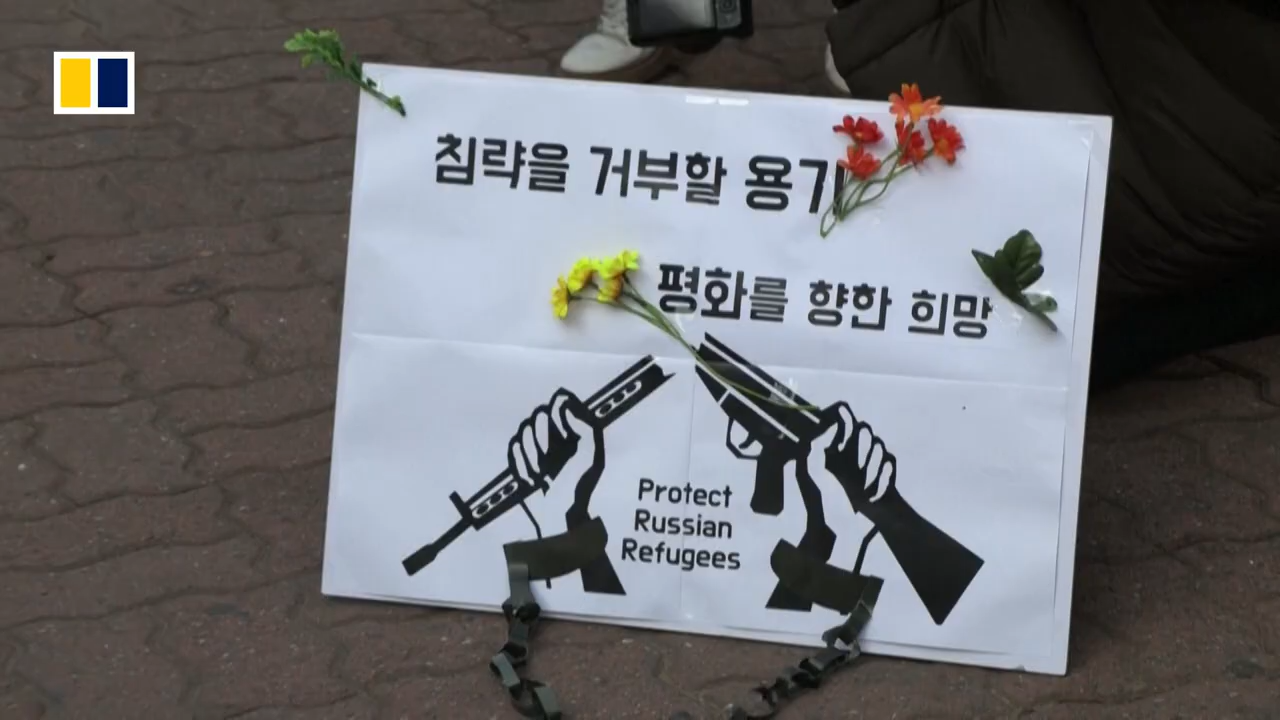 침략을 거부할 용기
평화를 향한 희망
Protect
Russian
Refugees